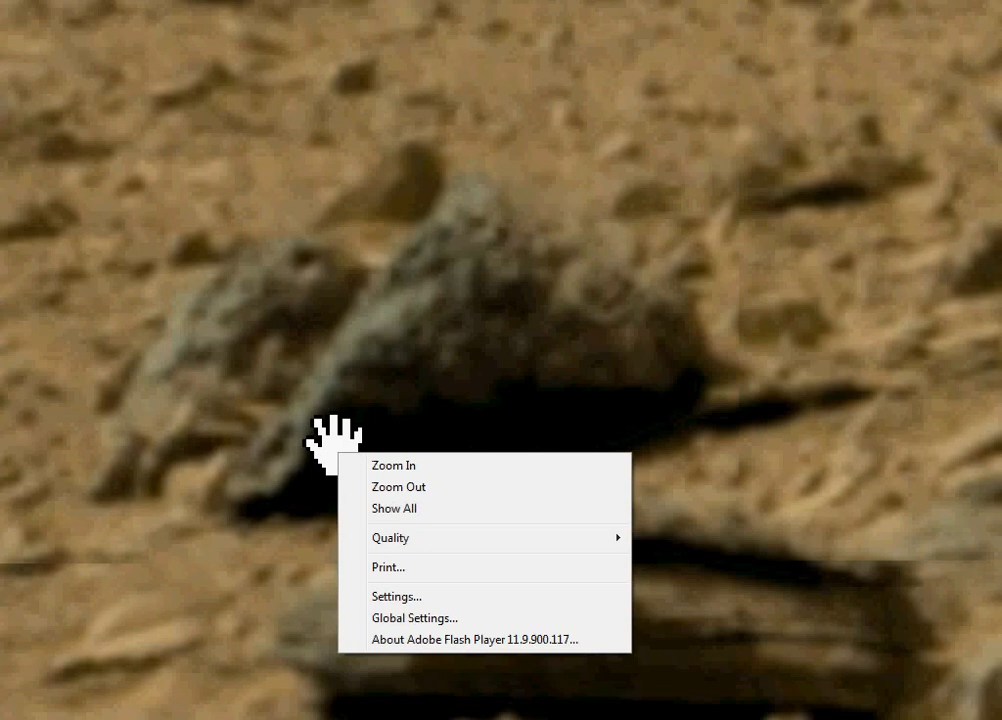 Zoom In
Zoom Out
Show All
Quality
Print...
Settings...
Global Settings...
About Adobe Flash Player 11.9.900.117...